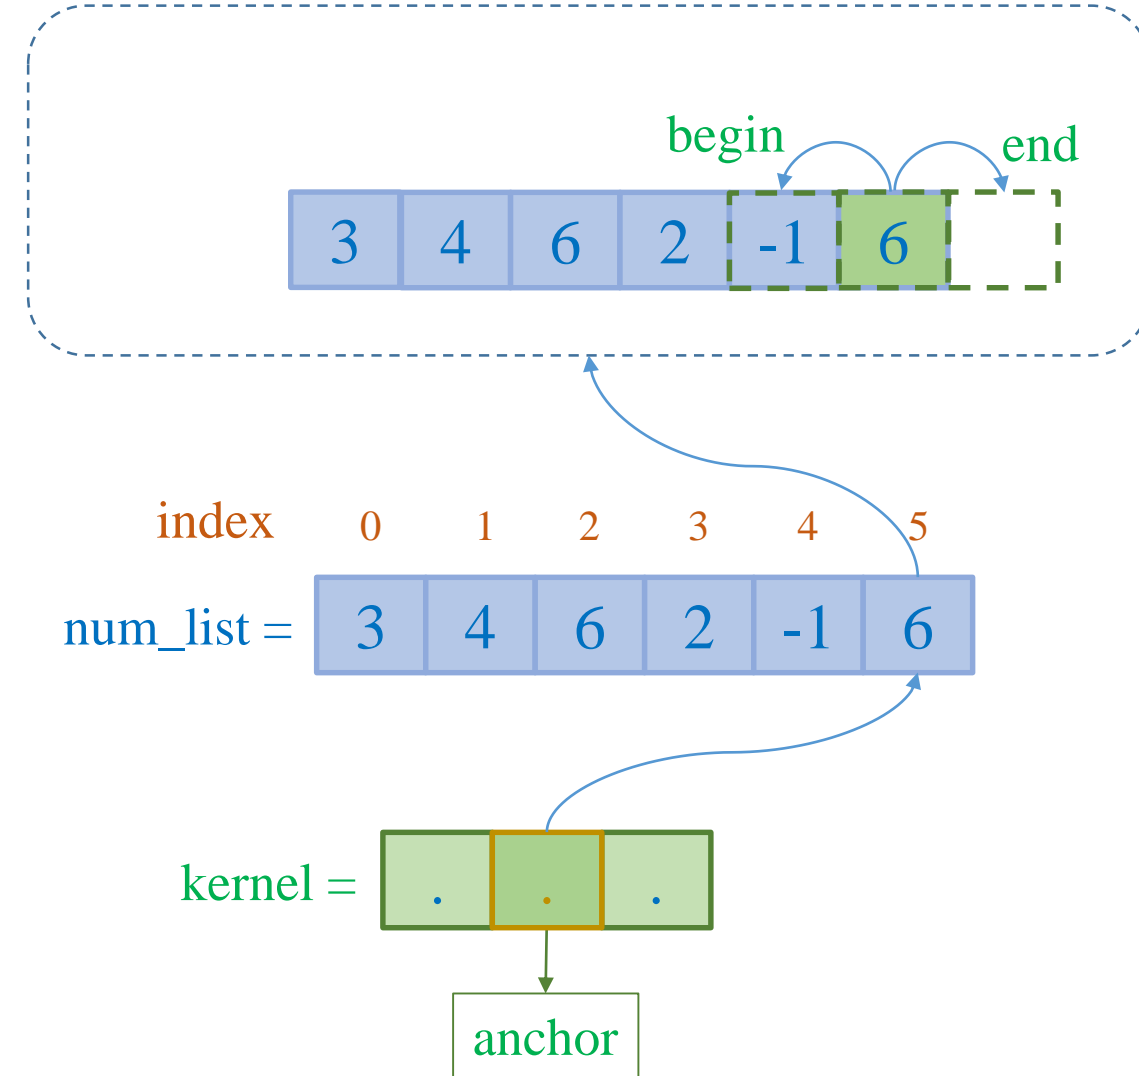 begin end
3 4 6 2 -1 6
index 0 1 2 3 4 5
num_list = 3 4 6 2 -1 6
kernel = . . .
anchor